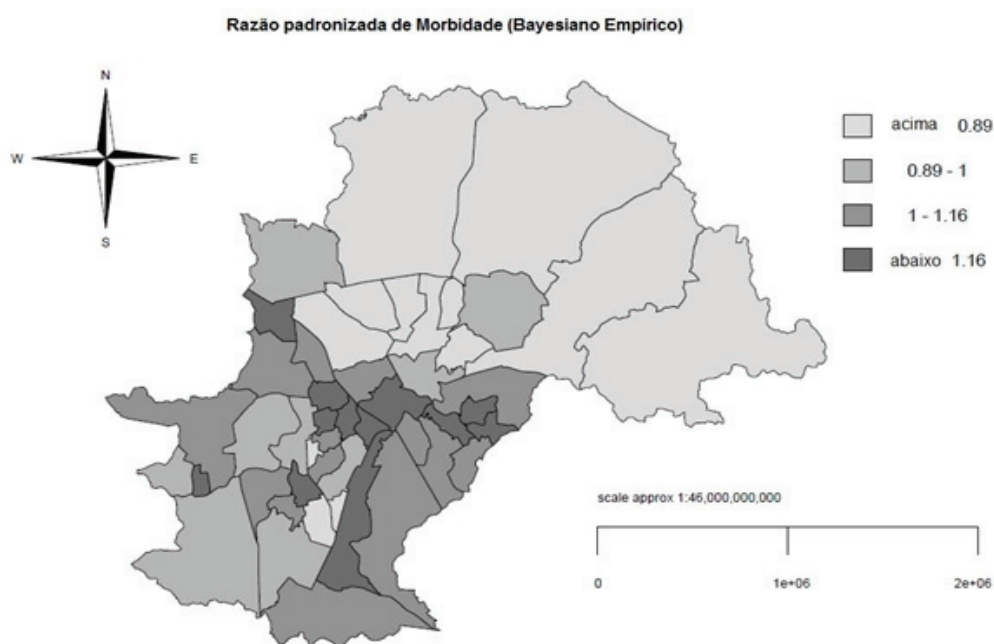 Razão padronizada de Morbidade (Bayesiano Empírico)
N
W
E
S
acima 0.89
0.89 - 1
1 - 1.16
abaixo 1.16
scale approx 1:46,000,000,000
0
1e+06
2e+06